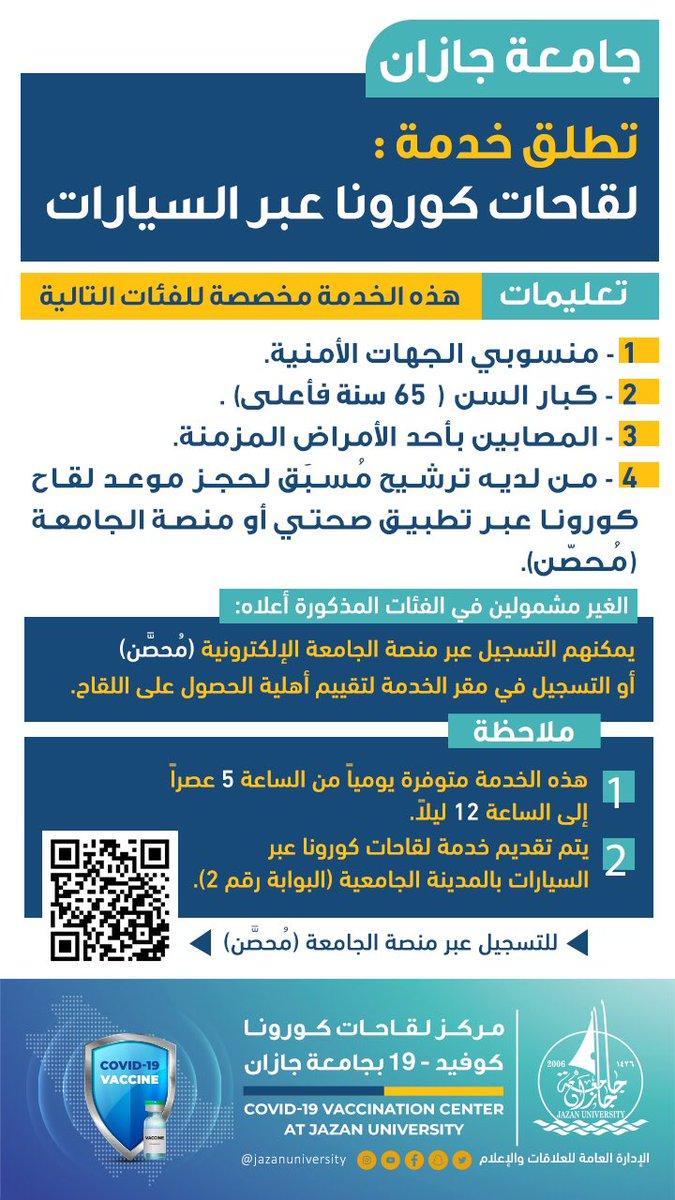 جامعة جازان
تطلق خدمة :
لقاحات كورونا عبر السيارات
تعليمات
هذه الخدمة مخصصة للفئات التالية
1 - منسوبي الجهات الأمنية.
2 - كبار السن ( 65 سنة فأعلى) .
3 - المصابين بأحد الأمراض المزمنة.
4 - من لديه ترشيح مُسبَق لحجز موعد لقاح
كورونا عبر تطبيق صحتي أو منصة الجامعة
(مُحصّن).
الغير مشمولين في الفئات المذكورة أعلاه:
يمكنهم التسجيل عبر منصة الجامعة الإلكترونية (مُحصَّن)
أو التسجيل في مقر الخدمة لتقييم أهلية الحصول على اللقاح.
ملاحظة
1 هذه الخدمة متوفرة يومياً من الساعة 5 عصراً
إلى الساعة 12 ليلاً.
2 يتم تقديم خدمة لقاحات كورونا عبر
السيارات بالمدينة الجامعية (البوابة رقم 2).
للتسجيل عبر منصة الجامعة (مُحصَّن)
مركز لقاحات كورونا
كوفيد - 19 بجامعة جازان
COVID-19 VACCINATION CENTER
AT JAZAN UNIVERSITY
2006 ١٤٢٦
جامعة جازان
JAZAN UNIVERSITY
COVID-19
VACCINE
VACCINE
الإدارة العامة للعلاقات والإعلام
@jazanuniversity